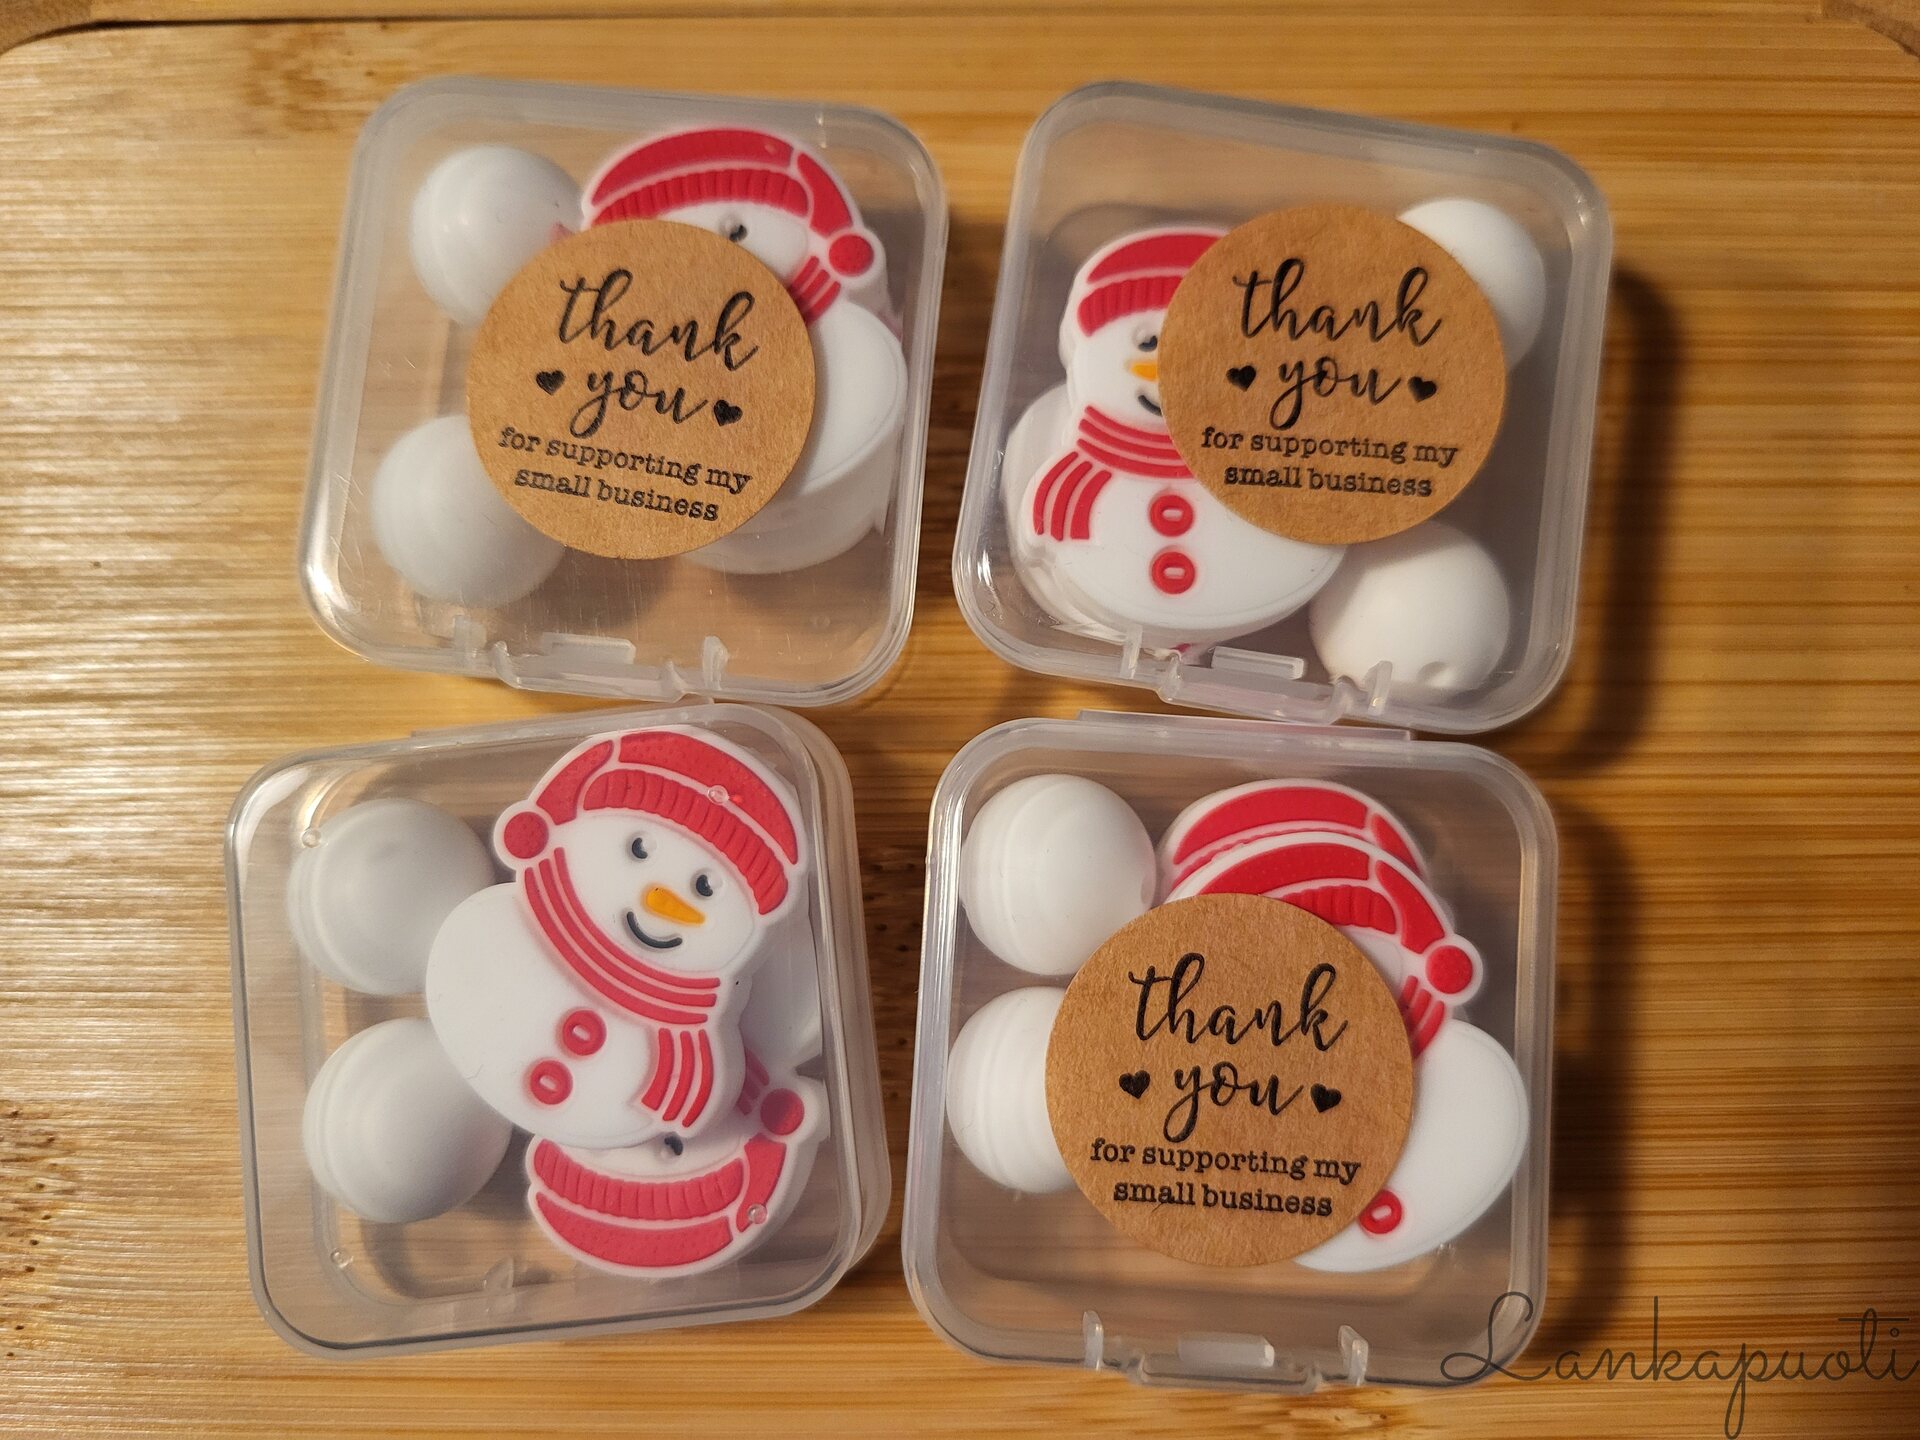 thank
you
for supporting my
small business
thank
you
for supporting my
small business
thank
you
for supporting my
small business
Lankapuoti